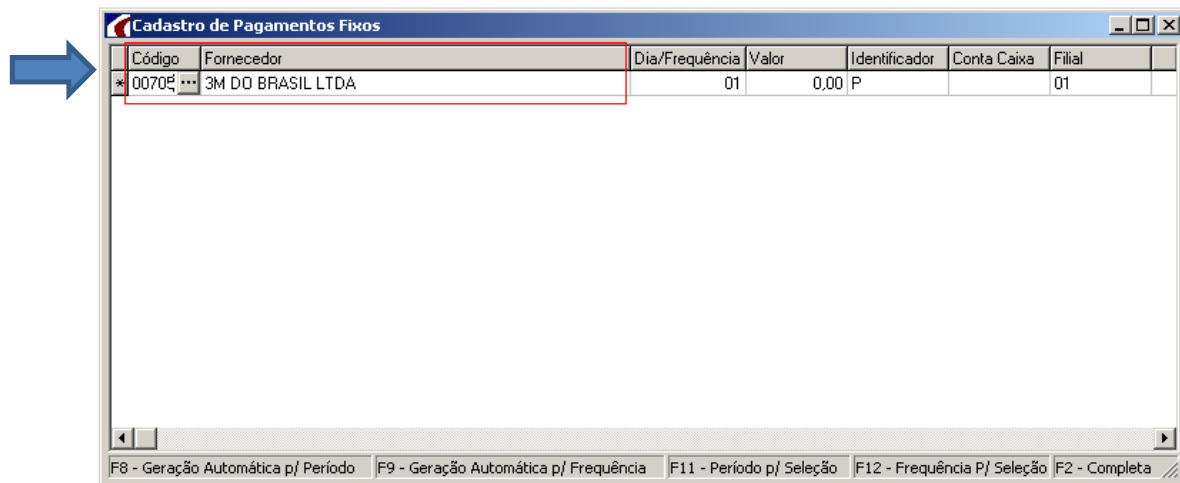 Cadastro de Pagamentos Fixos
Código Fornecedor Dia/Frequência Valor Identificador Conta Caixa Filial
* 00705 ... 3M DO BRASIL LTDA 01 0,00 P 01
F8 - Geração Automática p/ Período F9 - Geração Automática p/ Frequência F11 - Período p/ Seleção F12 - Frequência P/ Seleção F2 - Completa